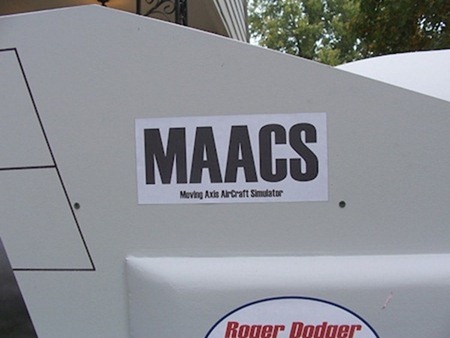 MAACS
Moving Axis AirCraft Simulator
Roger Dodger